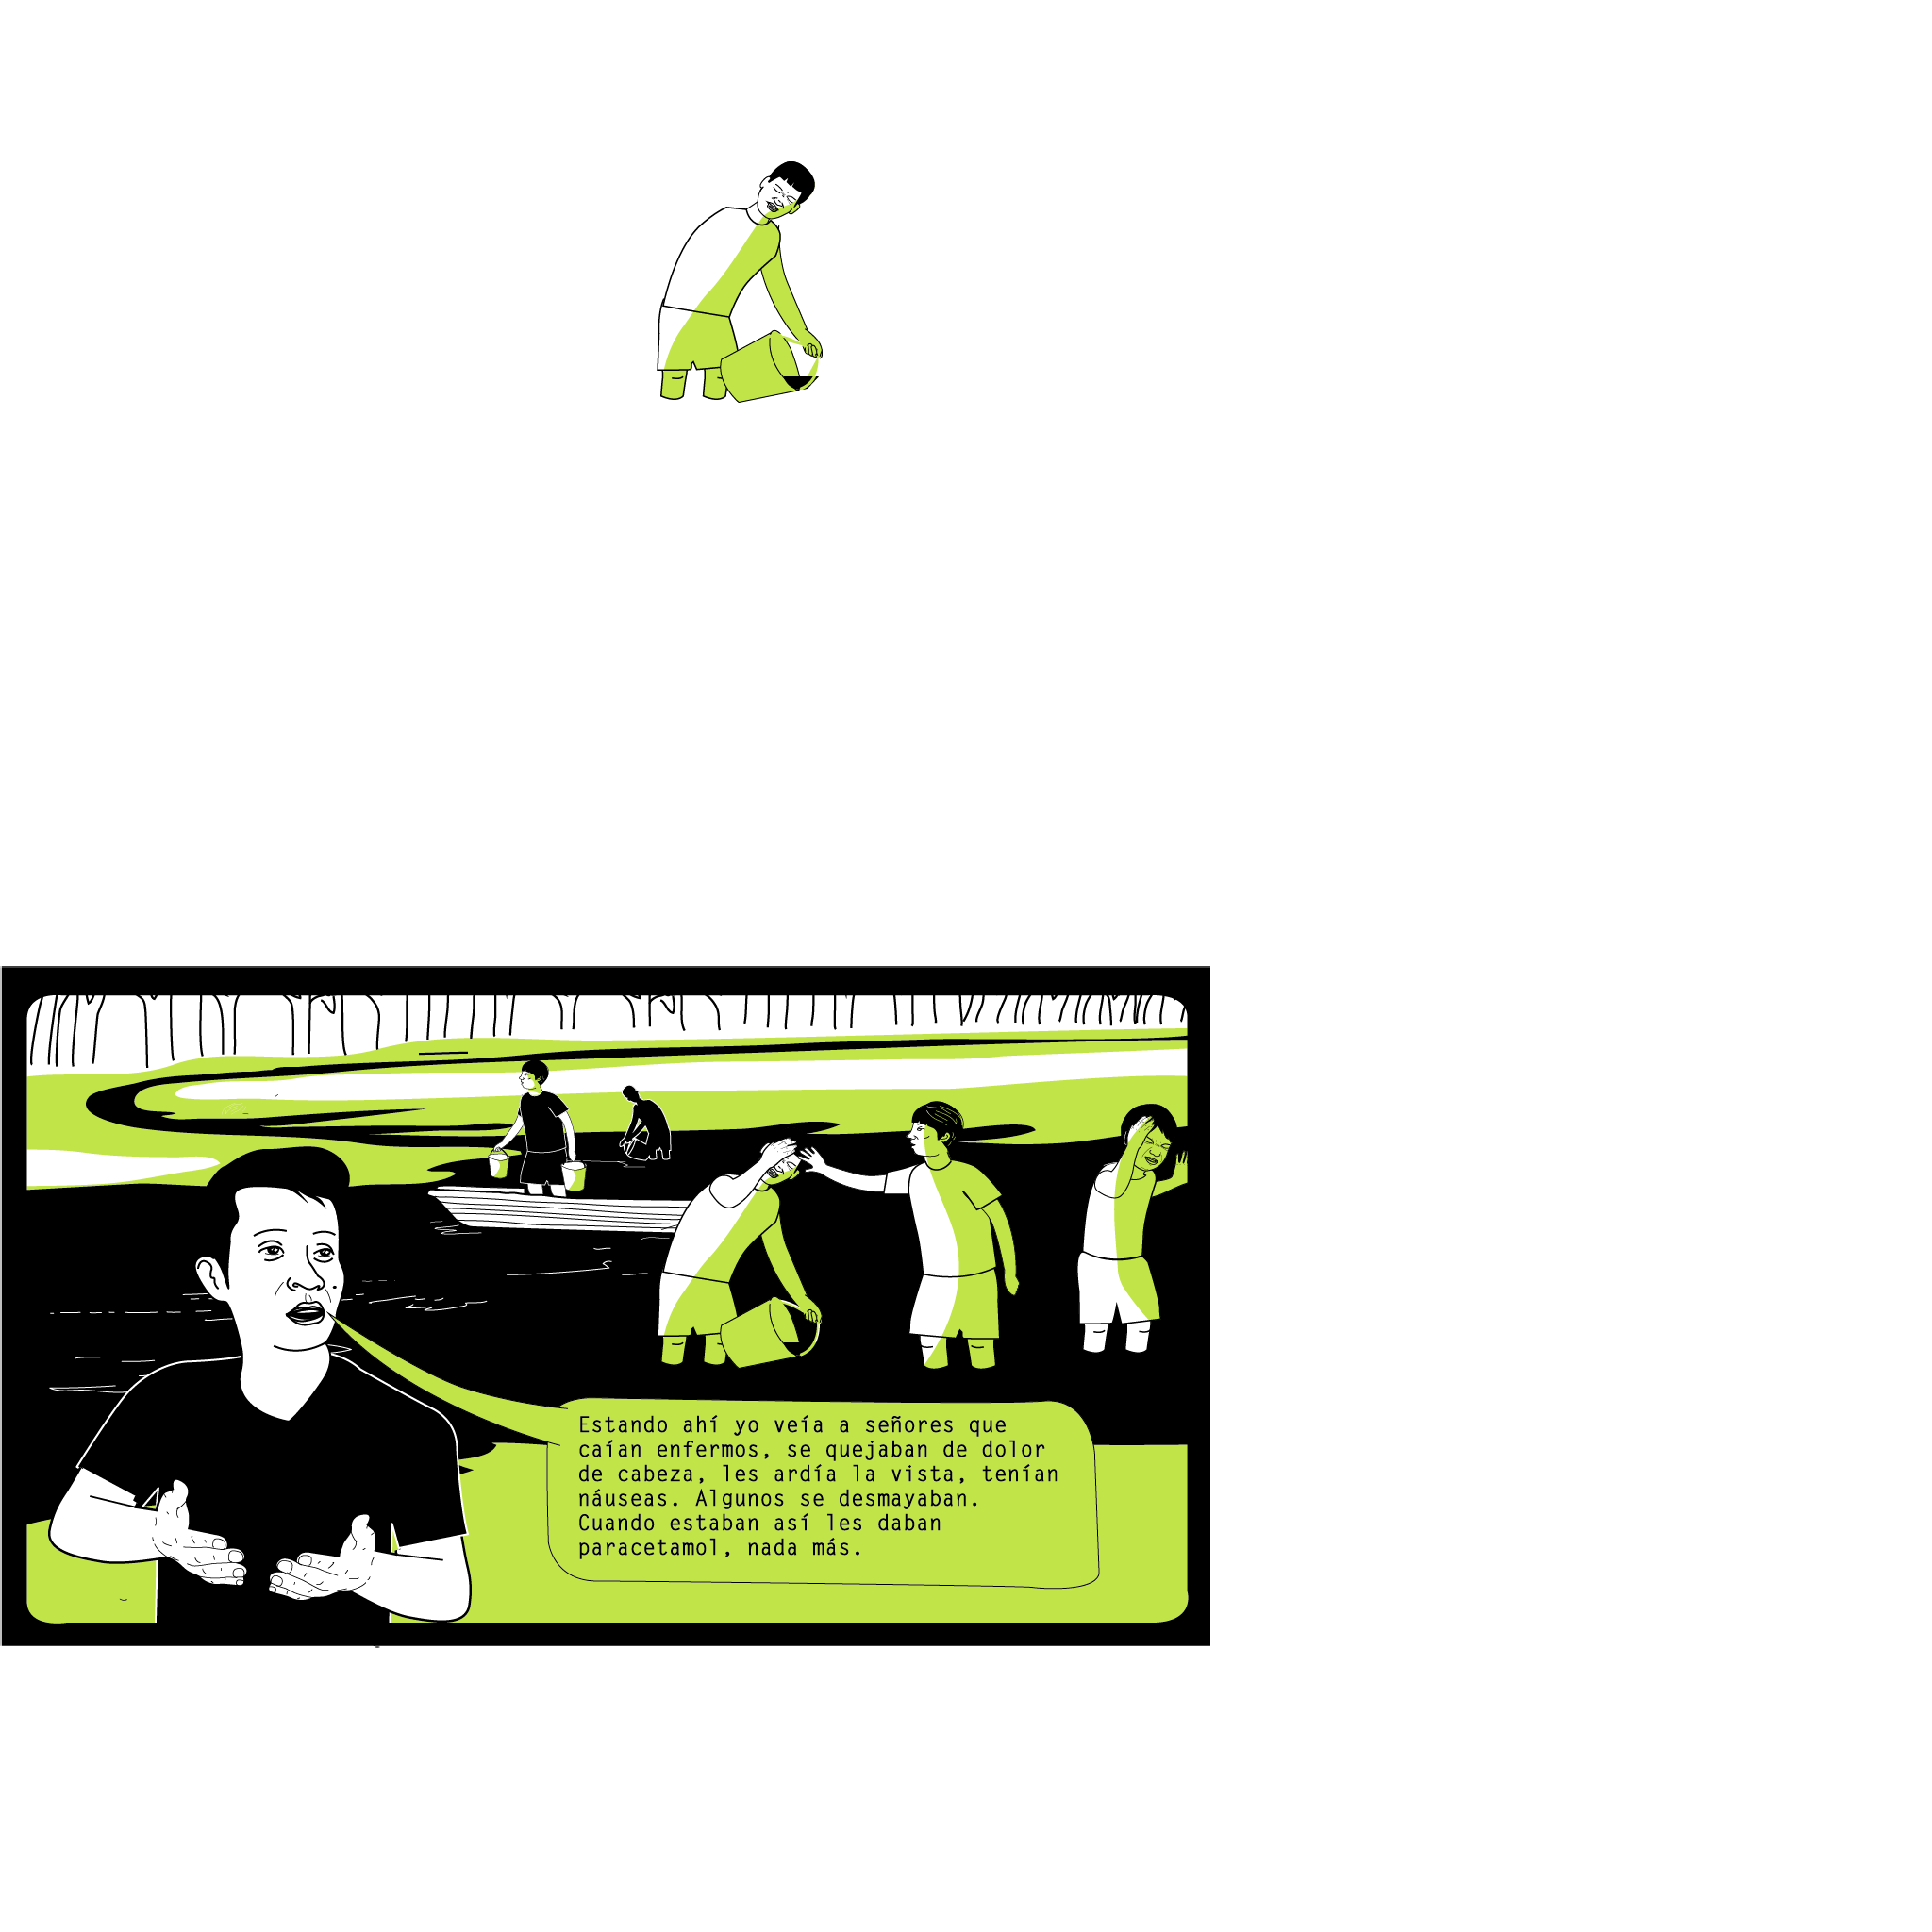 Estando ahí yo veía a señores que
caían enfermos, se quejaban de dolor
de cabeza, les ardía la vista, tenían
náuseas. Algunos se desmayaban.
Cuando estaban así les daban
paracetamol, nada más.